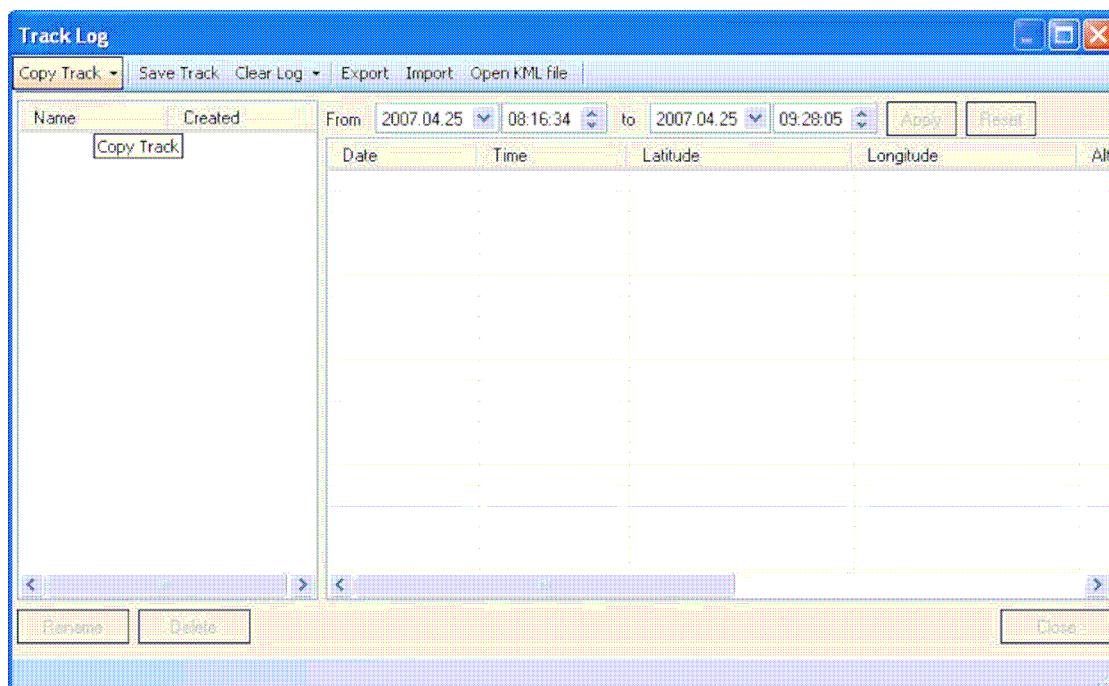 Track Log
Copy Track Save Track Clear Log Export Import Open KML file
Name Created
From 2007.04.25 08:16:34 to 2007.04.25 09:28:05 Apply Reset
Copy Track
Date Time Latitude Longitude Alt
Rename Delete Close